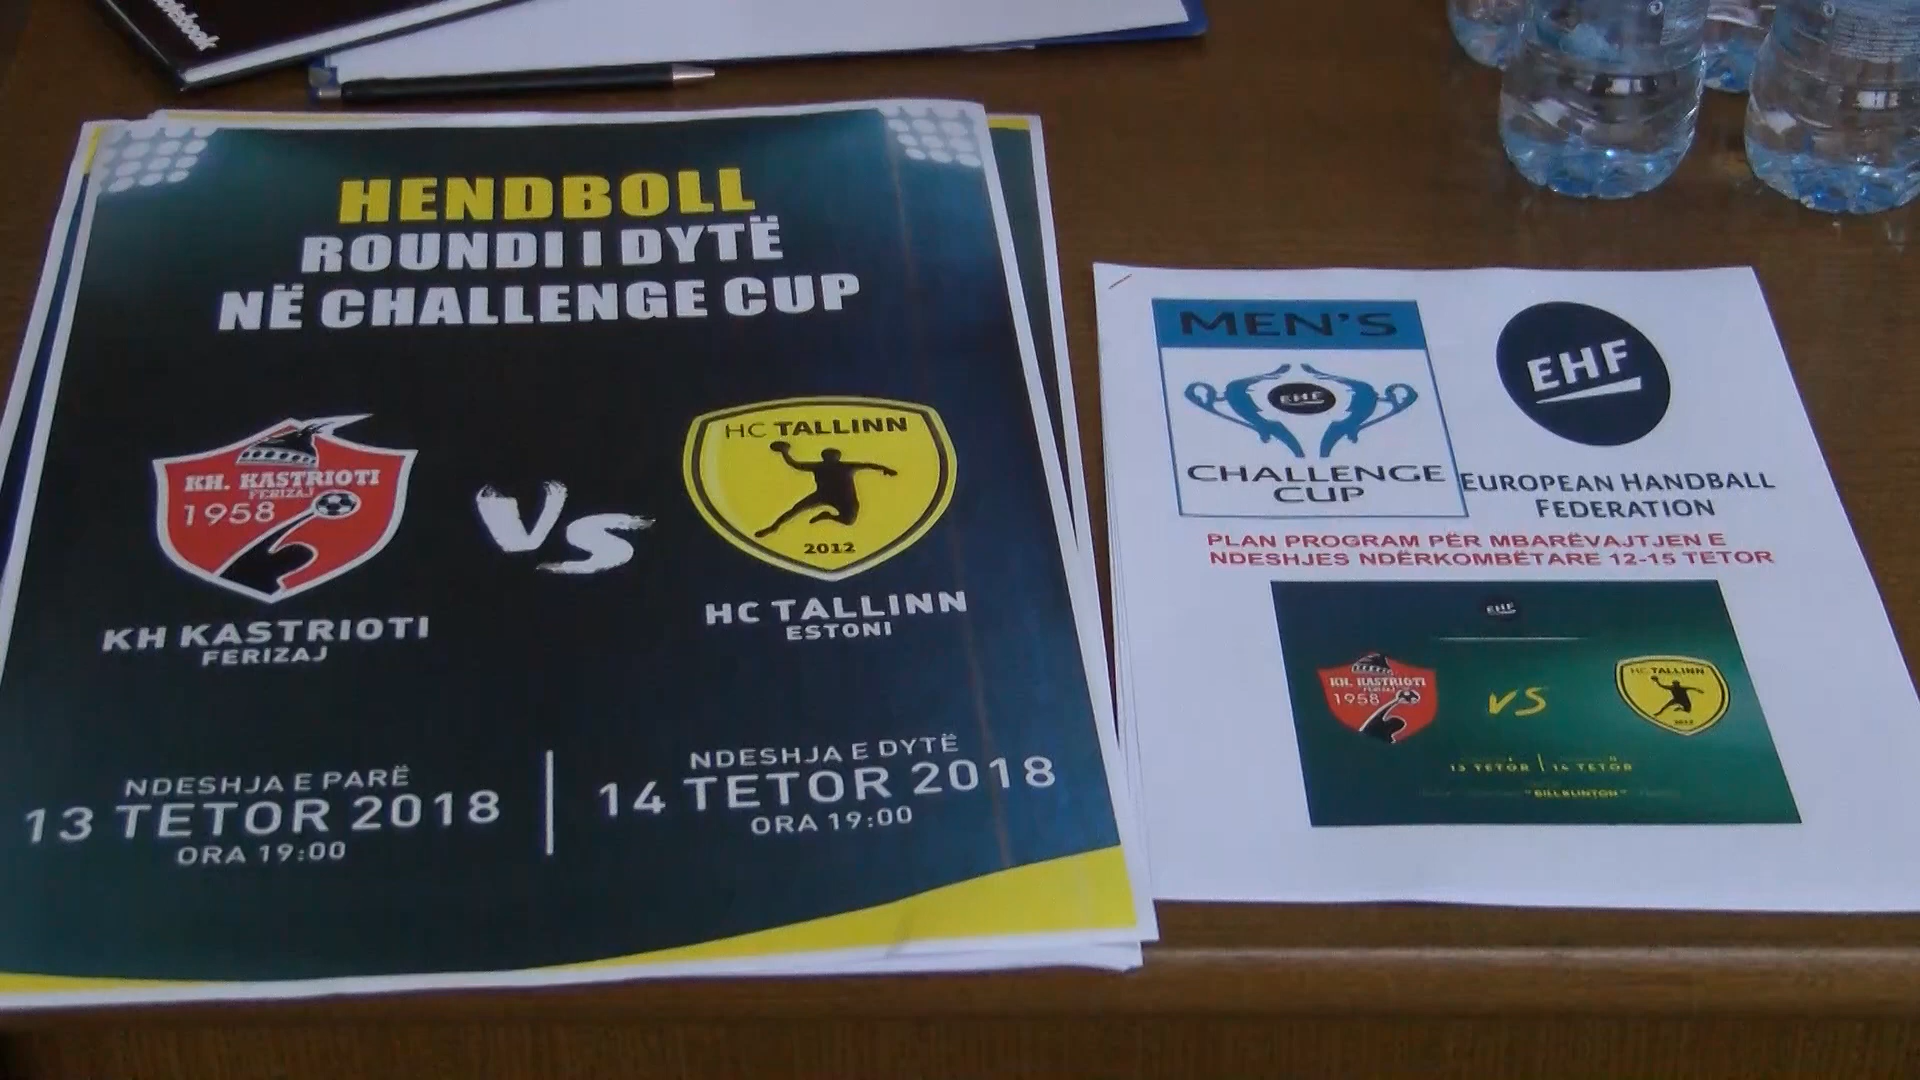 HENDBOLL
ROUNDI I DYTË
NË CHALLENGE CUP
KH. KASTRIOTI
FERIZAJ
1958
VS
HC TALLINN
2012
KH KASTRIOTI
FERIZAJ
HC TALLINN
ESTONI
NDESHJA E PARË
13 TETOR 2018
ORA 19:00
NDESHJA E DYTË
14 TETOR 2018
ORA 19:00
MEN'S
EHF
CHALLENGE
CUP
EHF
EUROPEAN HANDBALL
FEDERATION
PLAN PROGRAM PËR MBARËVAJTJEN E
NDESHJES NDËRKOMBËTARE 12-15 TETOR
EHF
KH. KASTRIOTI
FERIZAJ
1958
VS
HC TALLINN
2012
13 TETOR | 14 TETOR